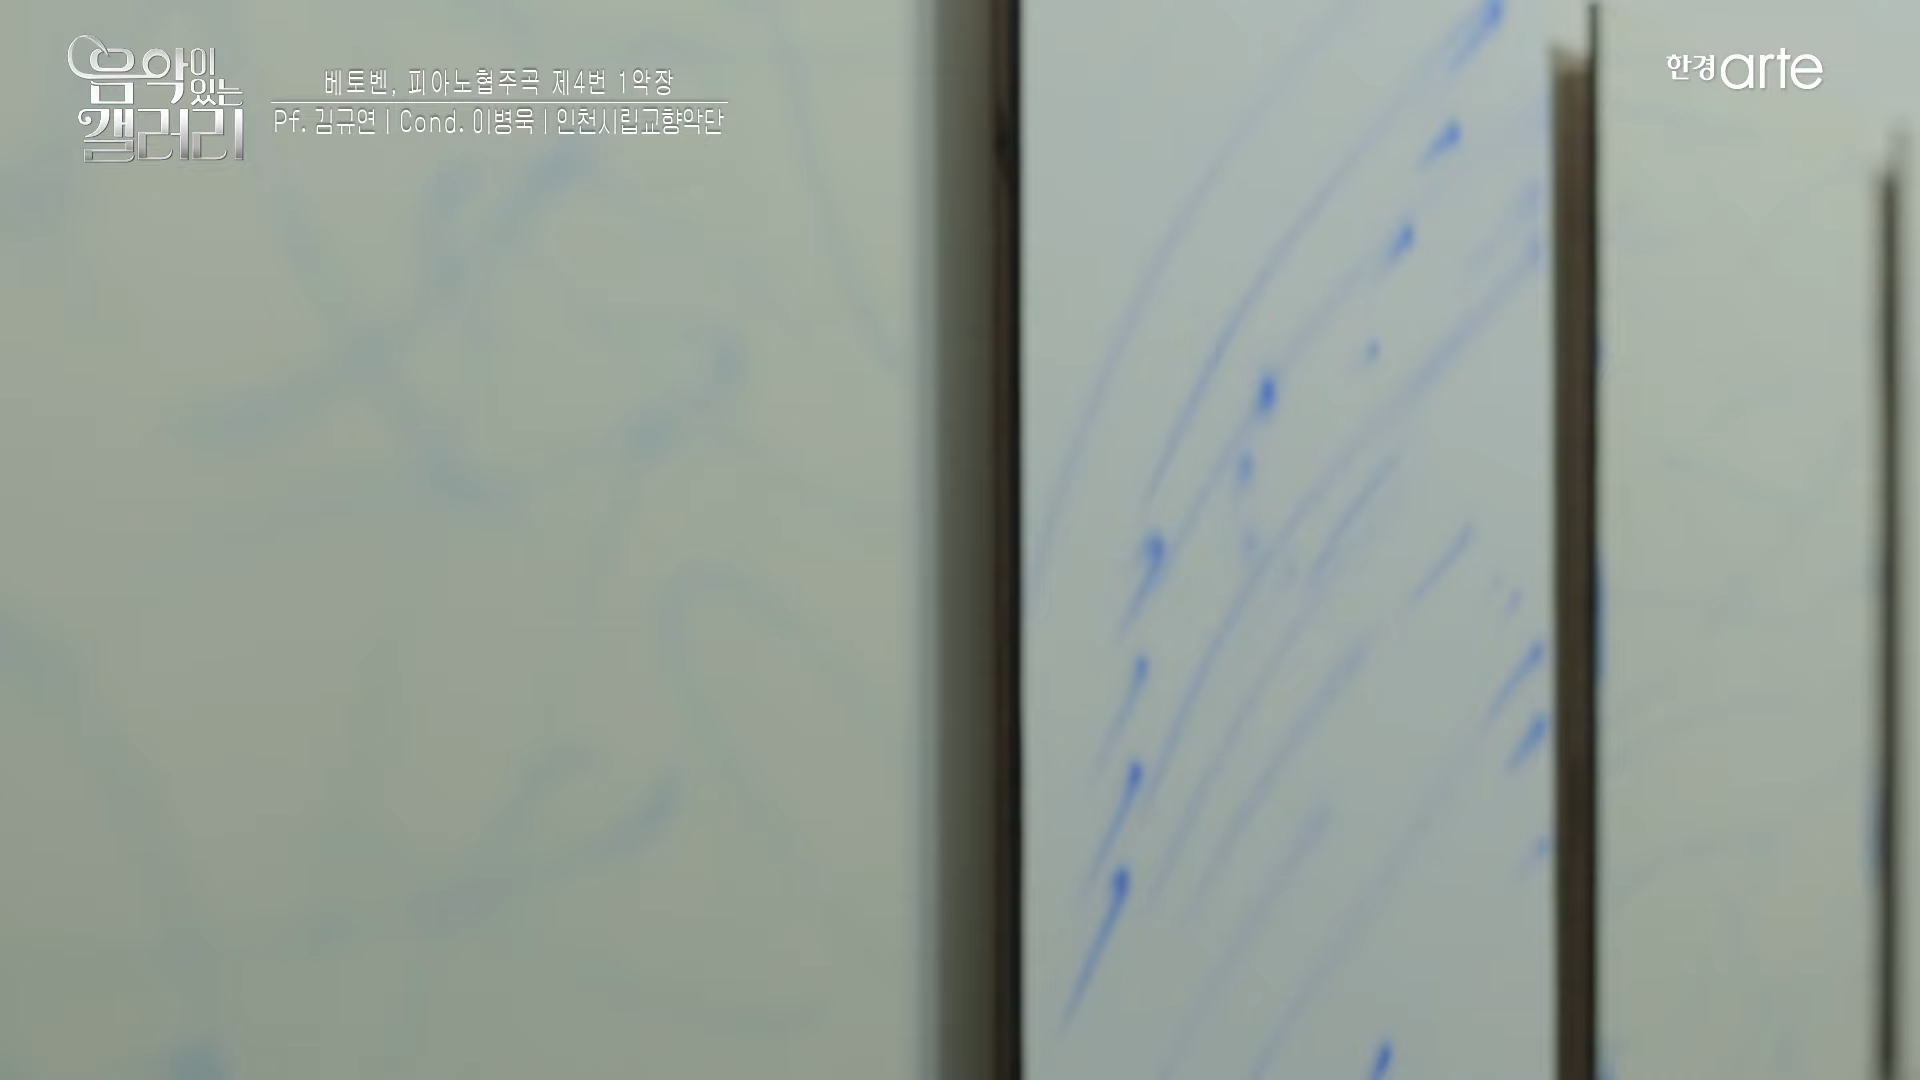 음악이 있는
갤러리
베토벤, 피아노협주곡 제4번 1악장
Pf. 김규연 | Cond. 이병욱 | 인천시립교향악단
한경arte